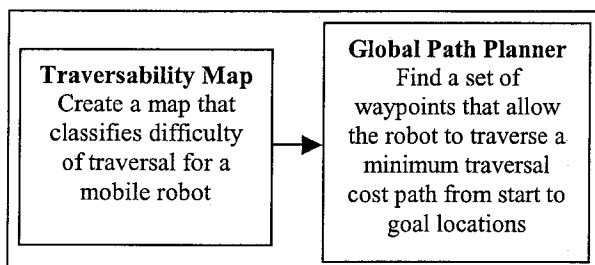 Traversability Map
Create a map that
classifies difficulty
of traversal for a
mobile robot
Global Path Planner
Find a set of
waypoints that allow
the robot to traverse a
minimum traversal
cost path from start to
goal locations